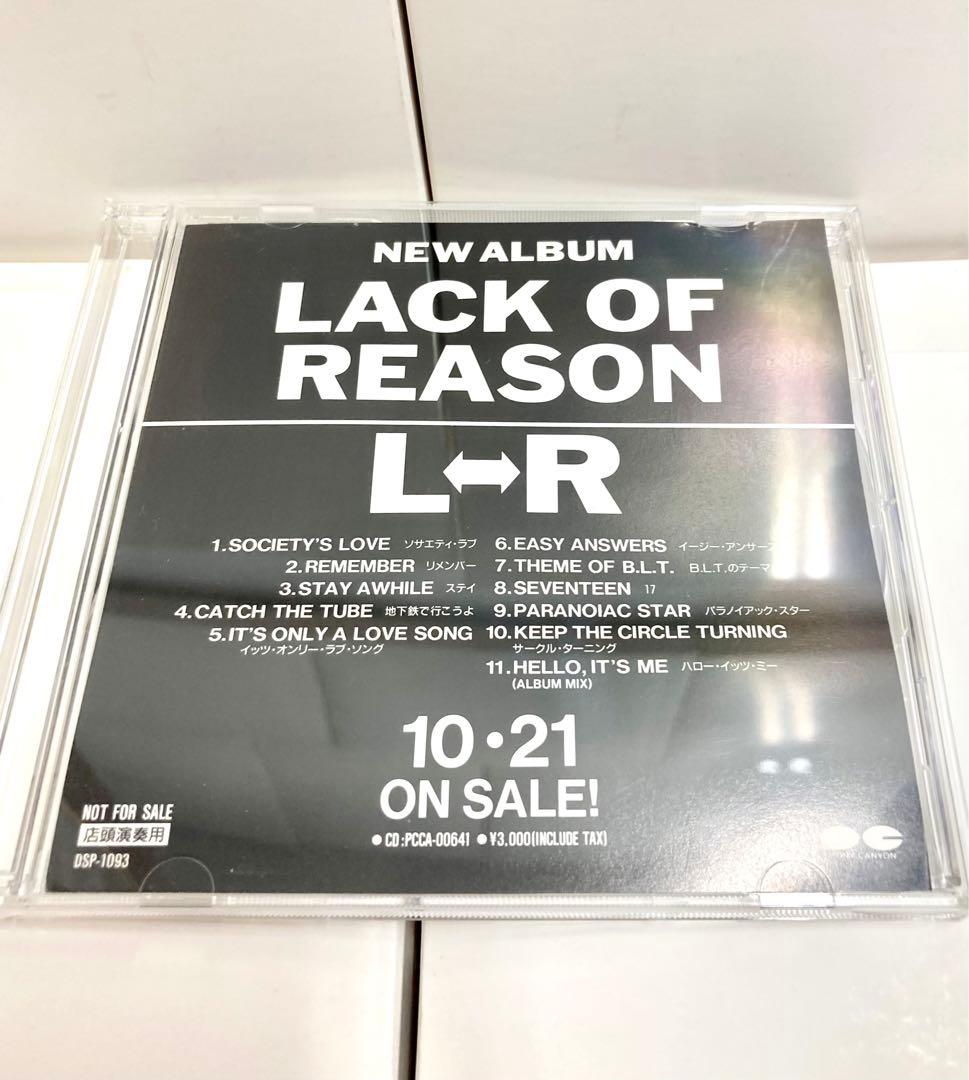 NEW ALBUM
LACK OF
REASON
L↔R
1.SOCIETY'S LOVE ソサエティ・ラブ
2.REMEMBER リメンバー
3.STAY AWHILE ステイ
4.CATCH THE TUBE 地下鉄で行こうよ
5.IT'S ONLY A LOVE SONG
イッツ・オンリー・ラブ・ソング
6.EASY ANSWERS イージー・アンサーズ
7.THEME OF B.L.T. B.L.T.のテーマ
8.SEVENTEEN 17
9.PARANOIAC STAR パラノイアック・スター
10.KEEP THE CIRCLE TURNING
サークル・ターニング
11.HELLO, IT'S ME ハロー・イッツ・ミー
(ALBUM MIX)
10・21
ON SALE!
●CD:PCCA-00641 ●¥3,000(INCLUDE TAX)
NOT FOR SALE
店頭演奏用
DSP-1093
CANYON